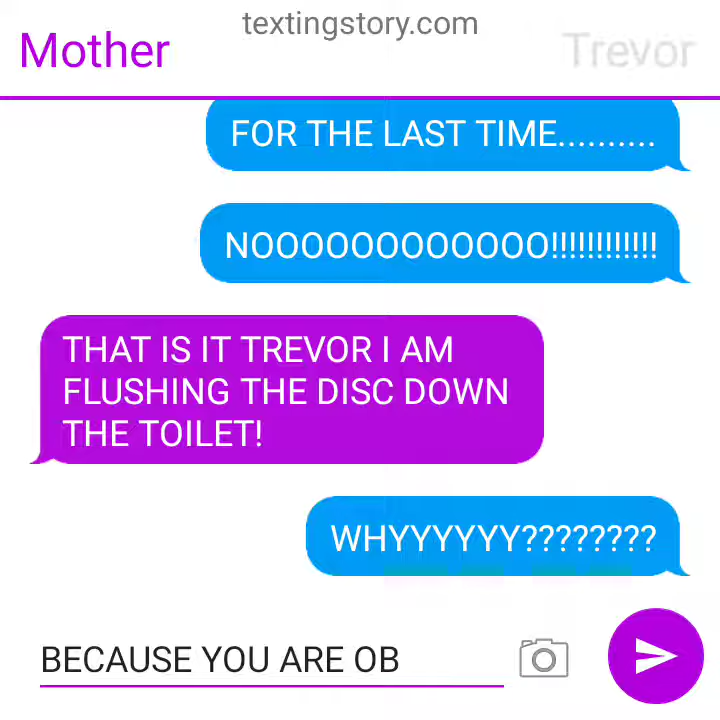 textingstory.com
Mother
Trevor
FOR THE LAST TIME..........
NOOOOOOOOOOOO!!!!!!!!!!!!
THAT IS IT TREVOR I AM
FLUSHING THE DISC DOWN
THE TOILET!
WHYYYYYY????????
BECAUSE YOU ARE OB